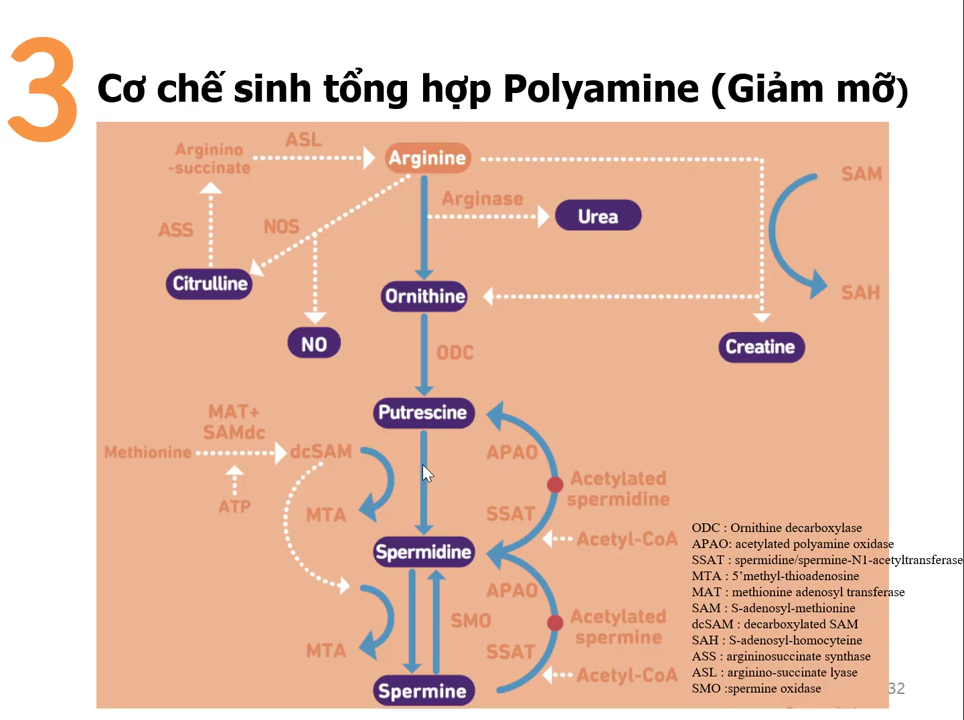 3
Cơ chế sinh tổng hợp Polyamine (Giảm mỡ)
Arginino
-succinate
ASL
Arginine
SAM
Arginase
Urea
ASS
NOS
Citrulline
Ornithine
SAH
NO
Creatine
ODC
Putrescine
MAT+
SAMdc
Methionine
dcSAM
APAO
Acetylated
spermidine
ATP
MTA
SSAT
Acetyl-CoA
Spermidine
APAO
SMO
Acetylated
spermine
MTA
SSAT
Acetyl-CoA
Spermine
ODC : Ornithine decarboxylase
APAO: acetylated polyamine oxidase
SSAT : spermidine/spermine-N1-acetyltransferase
MTA : 5’methyl-thioadenosine
MAT : methionine adenosyl transferase
SAM : S-adenosyl-methionine
dcSAM : decarboxylated SAM
SAH : S-adenosyl-homocyteine
ASS : argininosuccinate synthase
ASL : arginino-succinate lyase
SMO :spermine oxidase
32